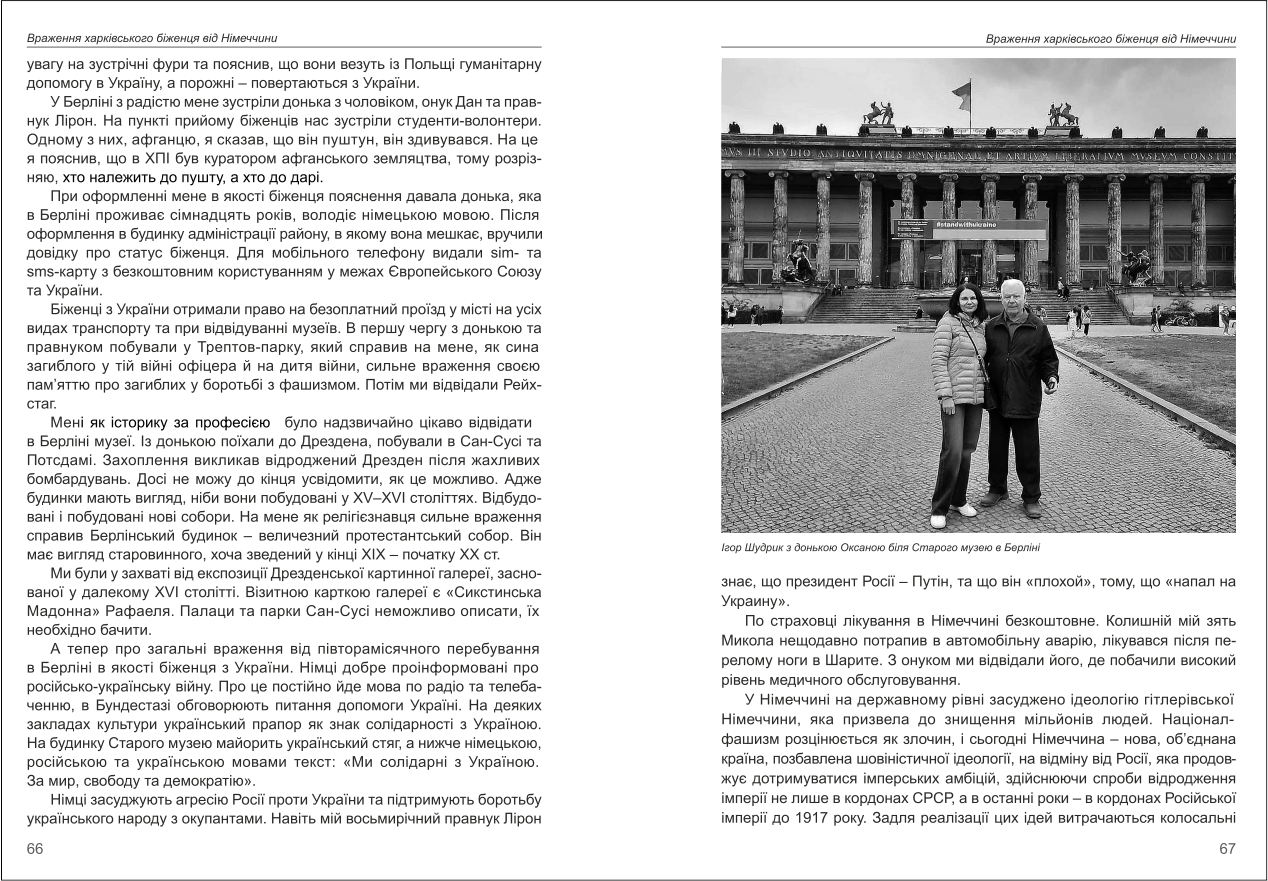 Враження харківського біженця від Німеччини
увагу на зустрічні фури та пояснив, що вони везуть із Польщі гуманітарну
допомогу в Україну, а порожні – повертаються з України.
У Берліні з радістю мене зустріли донька з чоловіком, онук Дан та прав-
нук Лірон. На пункті прийому біженців нас зустріли студенти-волонтери.
Одному з них, афганцю, я сказав, що він пуштун, він здивувався. На це
я пояснив, що в ХПІ був куратором афганського земляцтва, тому розріз-
няю, хто належить до пушту, а хто до дарі.
При оформленні мене в якості біженця пояснення давала донька, яка
в Берліні проживає сімнадцять років, володіє німецькою мовою. Після
оформлення в будинку адміністрації району, в якому вона мешкає, вручили
довідку про статус біженця. Для мобільного телефону видали sim- та
sms-карту з безкоштовним користуванням у межах Європейського Союзу
та України.
Біженці з України отримали право на безоплатний проїзд у місті на усіх
видах транспорту та при відвідуванні музеїв. В першу чергу з донькою та
правнуком побували у Трептов-парку, який справив на мене, як сина
загиблого у тій війні офіцера й на дитя війни, сильне враження своєю
пам’яттю про загиблих у боротьбі з фашизмом. Потім ми відвідали Рейх-
стаг.
Мені як історику за професією було надзвичайно цікаво відвідати
в Берліні музеї. Із донькою поїхали до Дрездена, побували в Сан-Сусі та
Потсдамі. Захоплення викликав відроджений Дрезден після жахливих
бомбардувань. Досі не можу до кінця усвідомити, як це можливо. Адже
будинки мають вигляд, ніби вони побудовані у XV–XVI століттях. Відбудо-
вані і побудовані нові собори. На мене як релігієзнавця сильне враження
справив Берлінський будинок – величезний протестантський собор. Він
має вигляд старовинного, хоча зведений у кінці XIX – початку XX ст.
Ми були у захваті від експозиції Дрезденської картинної галереї, засно-
ваної у далекому XVI столітті. Візитною карткою галереї є «Сикстинська
Мадонна» Рафаеля. Палаци та парки Сан-Сусі неможливо описати, їх
необхідно бачити.
А тепер про загальні враження від півторамісячного перебування
в Берліні в якості біженця з України. Німці добре проінформовані про
російсько-українську війну. Про це постійно йде мова по радіо та телеба-
ченню, в Бундестазі обговорюють питання допомоги Україні. На деяких
закладах культури український прапор як знак солідарності з Україною.
На будинку Старого музею майорить український стяг, а нижче німецькою,
російською та українською мовами текст: «Ми солідарні з Україною.
За мир, свободу та демократію».
Німці засуджують агресію Росії проти України та підтримують боротьбу
українського народу з окупантами. Навіть мій восьмирічний правнук Лірон
66
Враження харківського біженця від Німеччини
#standwithukraine
Ігор Шудрик з донькою Оксаною біля Старого музею в Берліні
знає, що президент Росії – Путін, та що він «плохой», тому, що «напал на
Украину».
По страховці лікування в Німеччині безкоштовне. Колишній мій зять
Микола нещодавно потрапив в автомобільну аварію, лікувався після пе-
релому ноги в Шарите. З онуком ми відвідали його, де побачили високий
рівень медичного обслуговування.
У Німеччині на державному рівні засуджено ідеологію гітлерівської
Німеччини, яка призвела до знищення мільйонів людей. Націонал-
фашизм розцінюється як злочин, і сьогодні Німеччина – нова, об’єднана
країна, позбавлена шовіністичної ідеології, на відміну від Росії, яка продов-
жує дотримуватися імперських амбіцій, здійснюючи спроби відродження
імперії не лише в кордонах СРСР, а в останні роки – в кордонах Російської
імперії до 1917 року. Задля реалізації цих ідей витрачаються колосальні
67